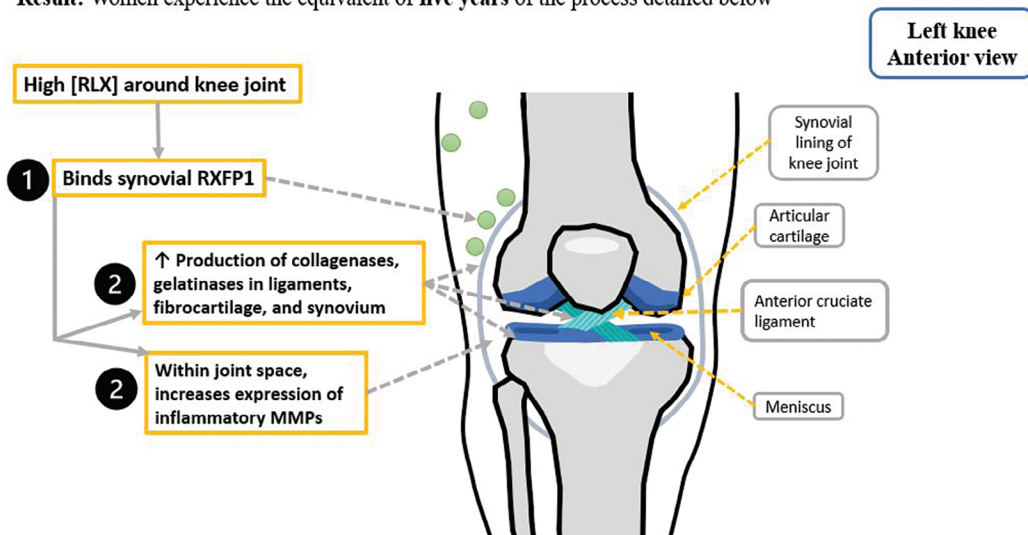 Result: Women experience the equivalent of five years of the process detailed below
Left knee
Anterior view
High [RLX] around knee joint
1
Binds synovial RXFP1
2
↑ Production of collagenases,
gelatinases in ligaments,
fibrocartilage, and synovium
2
Within joint space,
increases expression of
inflammatory MMPs
Synovial
lining of
knee joint
Articular
cartilage
Anterior cruciate
ligament
Meniscus